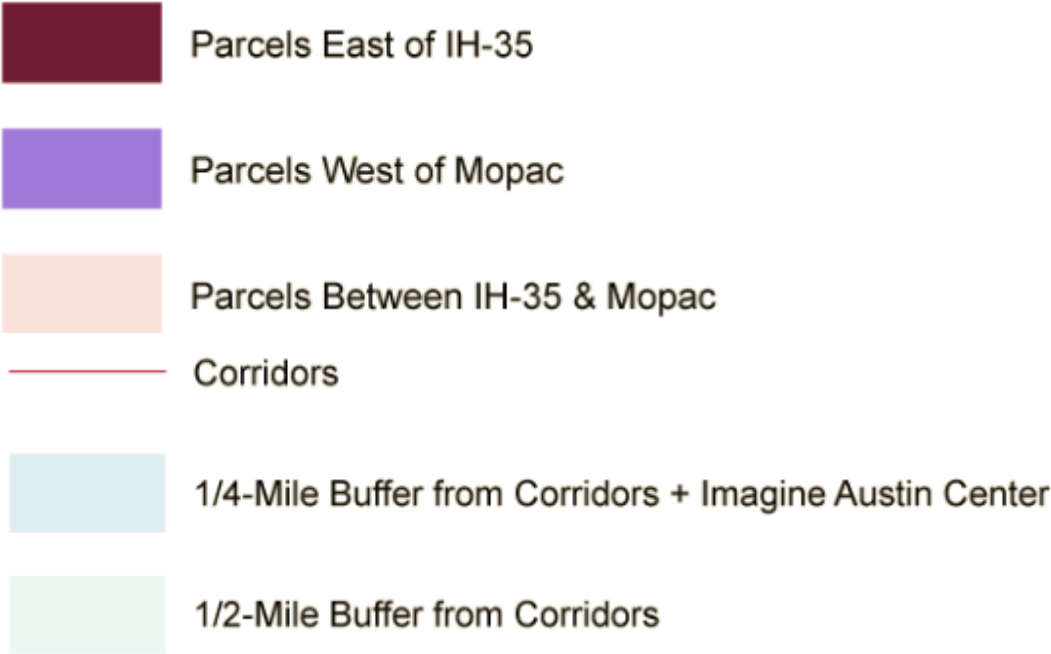 Parcels East of IH-35
Parcels West of Mopac
Parcels Between IH-35 & Mopac
Corridors
1/4-Mile Buffer from Corridors + Imagine Austin Center
1/2-Mile Buffer from Corridors